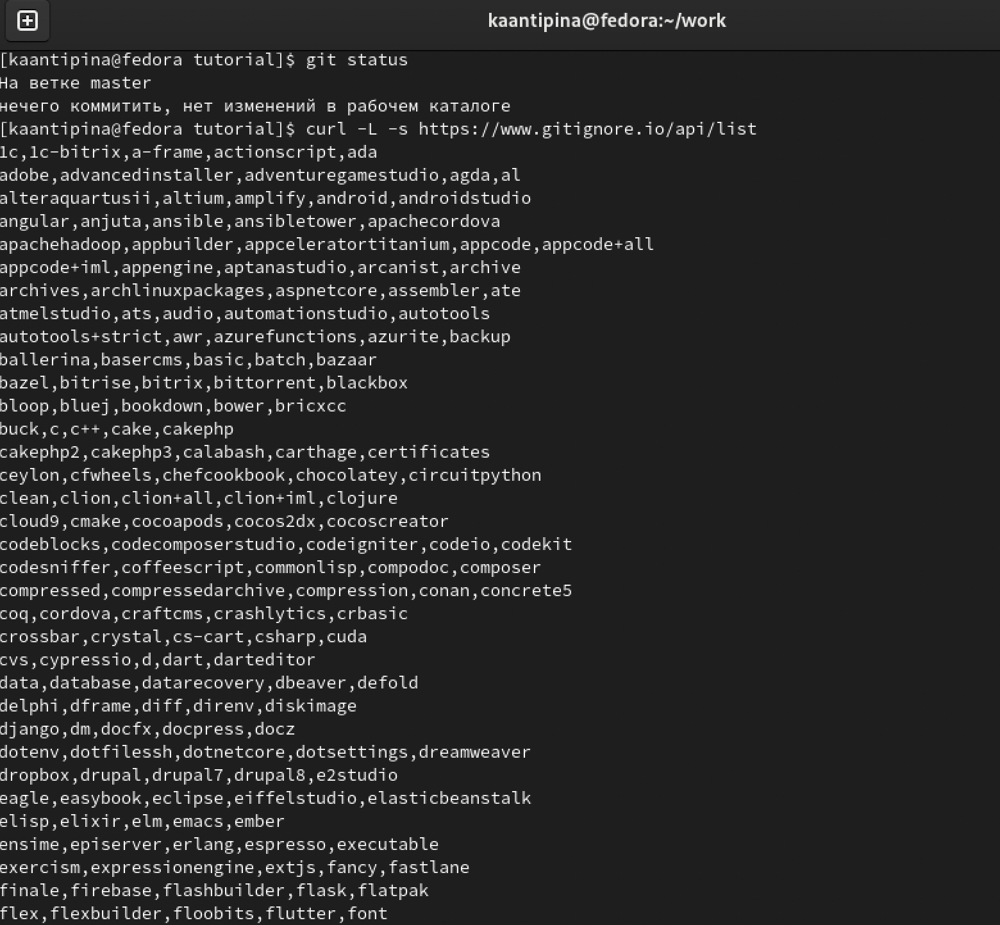 kaantipina@fedora:~/work
[kaantipina@fedora tutorial]$ git status
На ветке master
нечего коммитить, нет изменений в рабочем каталоге
[kaantipina@fedora tutorial]$ curl -L -s https://www.gitignore.io/api/list
1c,1c-bitrix,a-frame,actionscript,ada
adobe,advancedinstaller,adventuregamestudio,agda,al
alteraquartusii,altium,amplify,android,androidstudio
angular,anjuta,ansible,ansibletower,apachecordova
apachehadoop,appbuilder,appceleratortitanium,appcode,appcode+all
appcode+iml,appengine,aptanastudio,arcanist,archive
archives,archlinuxpackages,aspnetcore,assembler,ate
atmelstudio,ats,audio,automationstudio,autotools
autotools+strict,awr,azurefunctions,azurite,backup
ballerina,basercms,basic,batch,bazaar
bazel,bitrise,bitrix,bittorrent,blackbox
bloop,bluej,bookdown,bower,bricxcc
buck,c,c++,cake,cakephp
cakephp2,cakephp3,calabash,carthage,certificates
ceylon,cfwheels,chefcookbook,chocolatey,circuitpython
clean,clion,clion+all,clion+iml,clojure
cloud9,cmake,cocoapods,cocos2dx,cocoscreator
codeblocks,codecomposerstudio,codeigniter,codeio,codekit
codesniffer,coffeescript,commonlisp,compodoc,composer
compressed,compressedarchive,compression,conan,concrete5
coq,cordova,craftcms,crashlytics,crbasic
crossbar,crystal,cs-cart,csharp,cuda
cvs,cypressio,d,dart,darteditor
data,database,datarecovery,dbeaver,defold
delphi,dframe,diff,direnv,diskimage
django,dm,docfx,docpress,docz
dotenv,dotfilessh,dotnetcore,dotsettings,dreamweaver
dropbox,drupal,drupal7,drupal8,e2studio
eagle,easybook,eclipse,eiffelstudio,elasticbeanstalk
elisp,elixir,elm,emacs,ember
ensime,episerver,erlang,espresso,executable
exercism,expressionengine,extjs,fancy,fastlane
finale,firebase,flashbuilder,flask,flatpak
flex,flexbuilder,floobits,flutter,font